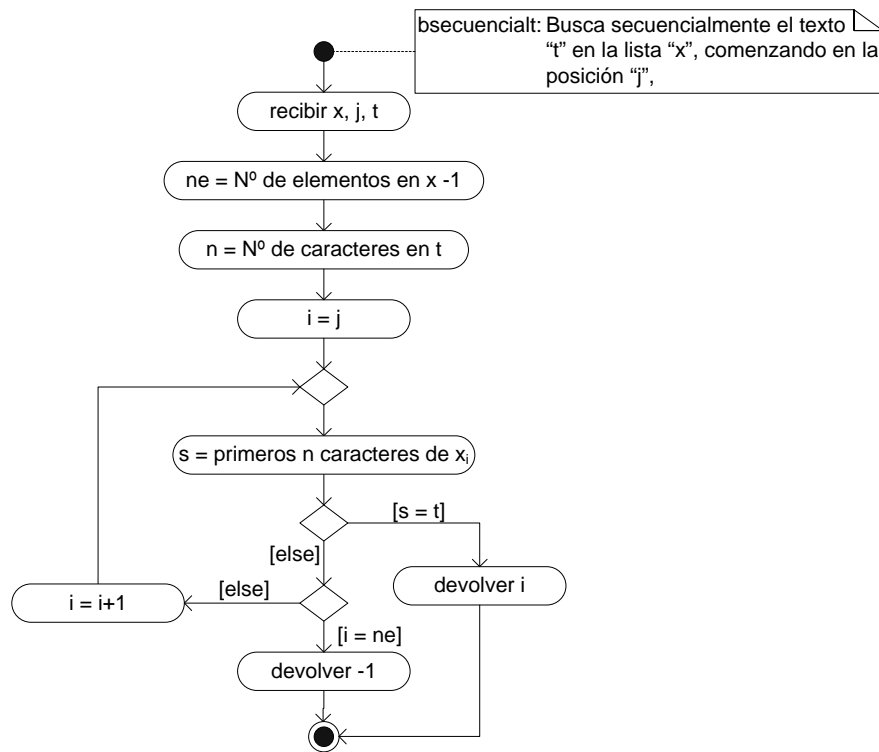 bsecuencialt: Busca secuencialmente el texto
“t” en la lista “x”, comenzando en la
posición “j”,
recibir x, j, t
ne = Nº de elementos en x -1
n = Nº de caracteres en t
i = j
s = primeros n caracteres de xᵢ
[s = t]
[else]
devolver i
[else]
i = i+1
[i = ne]
devolver -1